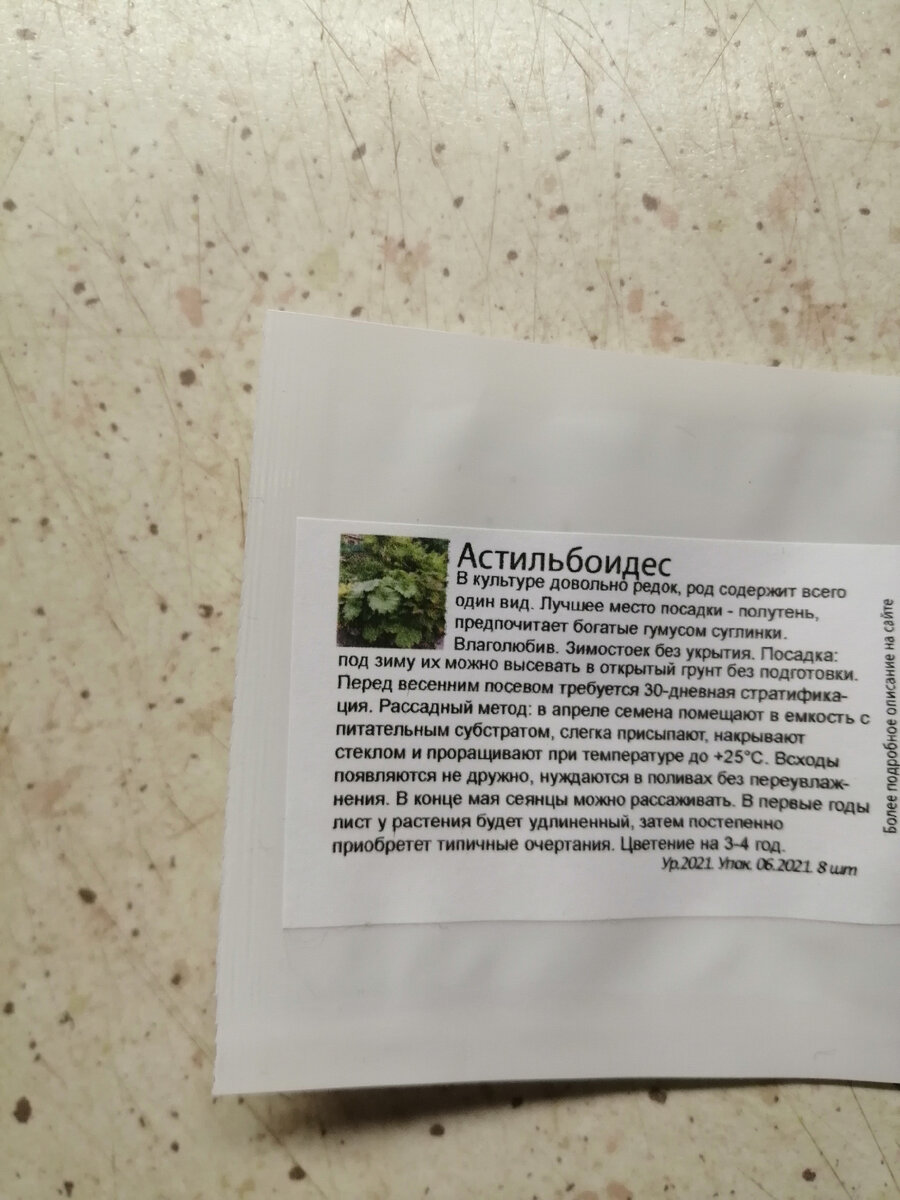 Астильбоидес
В культуре довольно редок, род содержит всего
один вид. Лучшее место посадки - полутень,
предпочитает богатые гумусом суглинки.
Влаголюбив. Зимостоек без укрытия. Посадка:
под зиму их можно высевать в открытый грунт без подготовки.
Перед весенним посевом требуется 30-дневная стратифика-
ция. Рассадный метод: в апреле семена помещают в емкость с
питательным субстратом, слегка присыпают, накрывают
стеклом и проращивают при температуре до +25°С. Всходы
появляются не дружно, нуждаются в поливах без переувлаж-
нения. В конце мая сеянцы можно рассаживать. В первые годы
лист у растения будет удлиненный, затем постепенно
приобретет типичные очертания. Цветение на 3-4 год.
Ур.2021. Упак. 06.2021. 8 шт
Более подробное описание на сайте